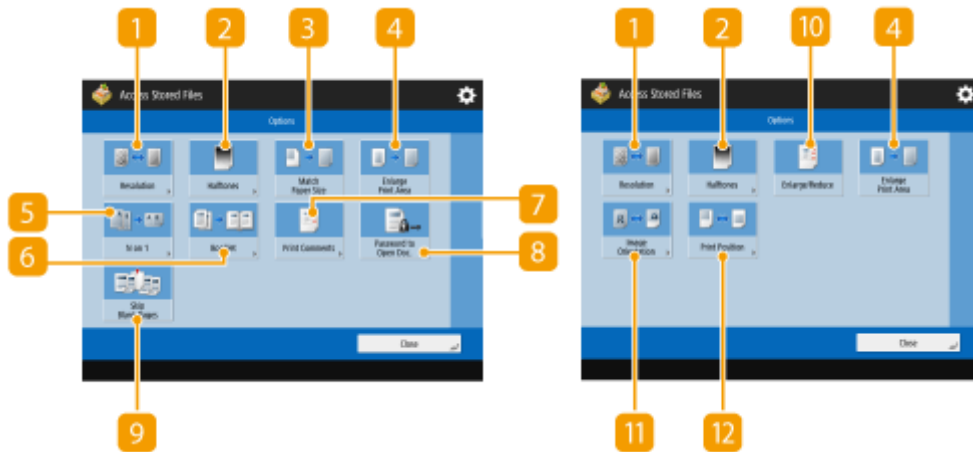 1 2 3 4
Access Stored Files
Options
Resolution
Halftones
Match
Paper Size
Enlarge
Print Area
5
N on 1
Booklet
Print Comments
Password to
Open Doc.
6
7
8
Skip
Blank Pages
Close
9
1 2 10 4
Access Stored Files
Options
Resolution
Halftones
Enlarge/Reduce
Enlarge
Print Area
Image
Orientation
Print Position
Close
11 12